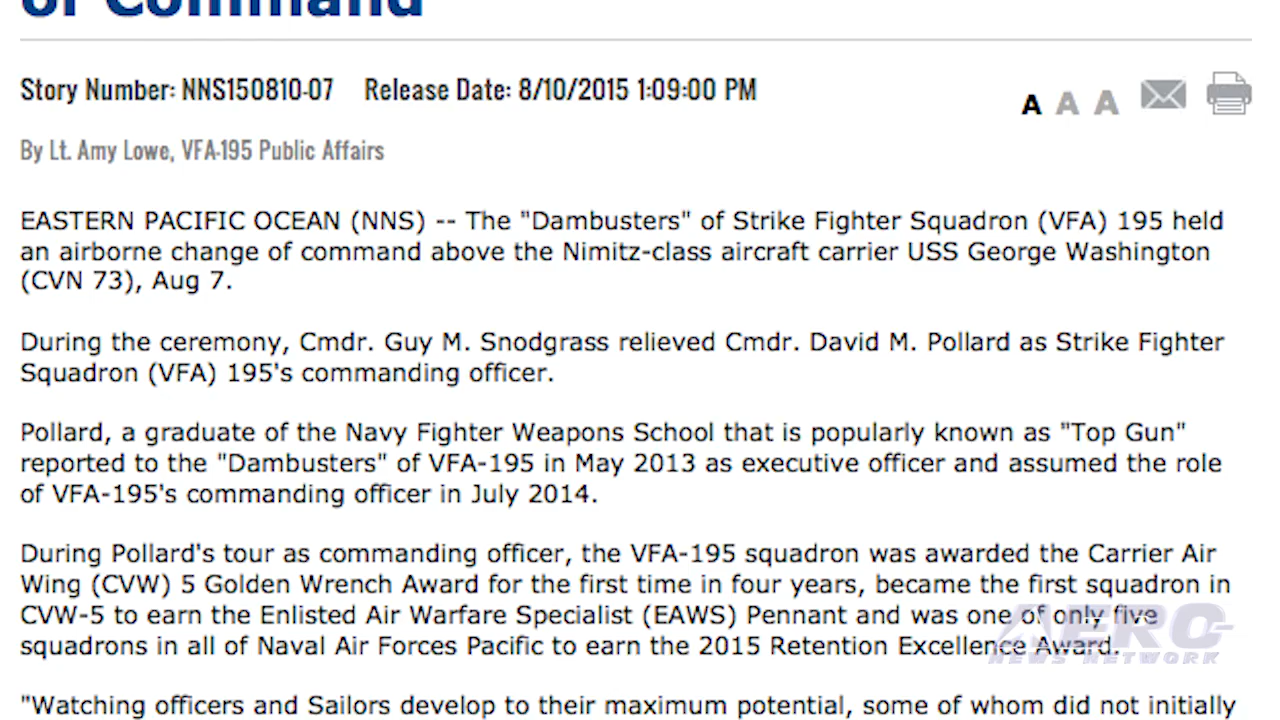 of Command
Story Number: NNS150810-07 Release Date: 8/10/2015 1:09:00 PM
A A A
By Lt. Amy Lowe, VFA-195 Public Affairs
EASTERN PACIFIC OCEAN (NNS) -- The "Dambusters" of Strike Fighter Squadron (VFA) 195 held
an airborne change of command above the Nimitz-class aircraft carrier USS George Washington
(CVN 73), Aug 7.
During the ceremony, Cmdr. Guy M. Snodgrass relieved Cmdr. David M. Pollard as Strike Fighter
Squadron (VFA) 195's commanding officer.
Pollard, a graduate of the Navy Fighter Weapons School that is popularly known as "Top Gun"
reported to the "Dambusters" of VFA-195 in May 2013 as executive officer and assumed the role
of VFA-195's commanding officer in July 2014.
During Pollard's tour as commanding officer, the VFA-195 squadron was awarded the Carrier Air
Wing (CVW) 5 Golden Wrench Award for the first time in four years, became the first squadron in
CVW-5 to earn the Enlisted Air Warfare Specialist (EAWS) Pennant and was one of only five
squadrons in all of Naval Air Forces Pacific to earn the 2015 Retention Excellence Award.
AERO
NEWS NETWORK
"Watching officers and Sailors develop to their maximum potential, some of whom did not initially